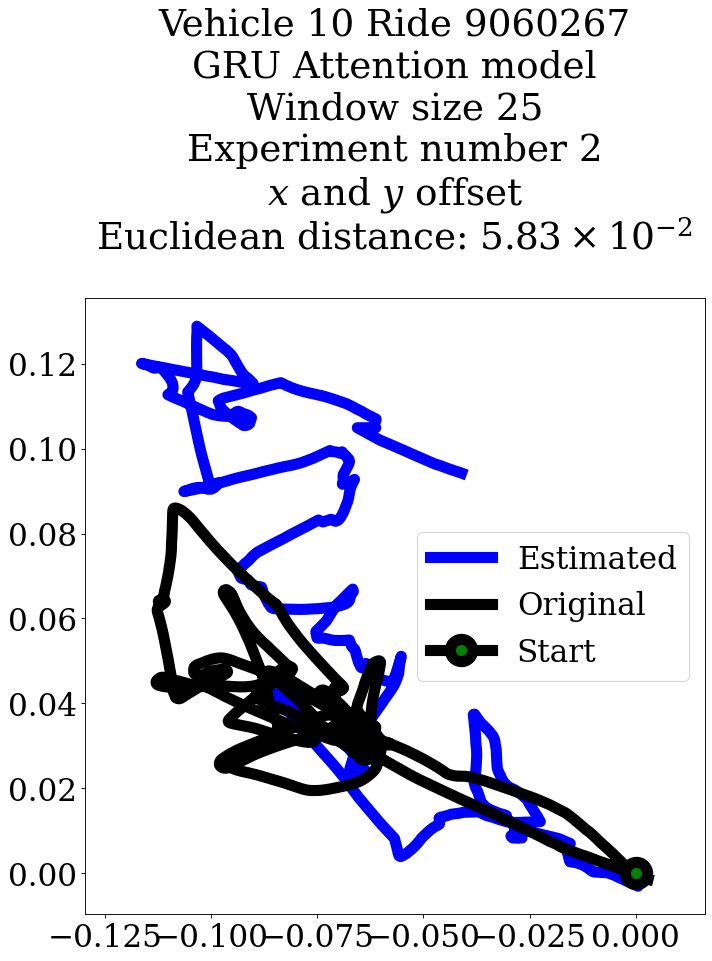 Vehicle 10 Ride 9060267
GRU Attention model
Window size 25
Experiment number 2
x and y offset
Euclidean distance: 5.83 × 10⁻²
0.12
0.10
0.08
0.06
0.04
0.02
0.00
Estimated
Original
Start
−0.125 −0.100 −0.075 −0.050 −0.025 0.000